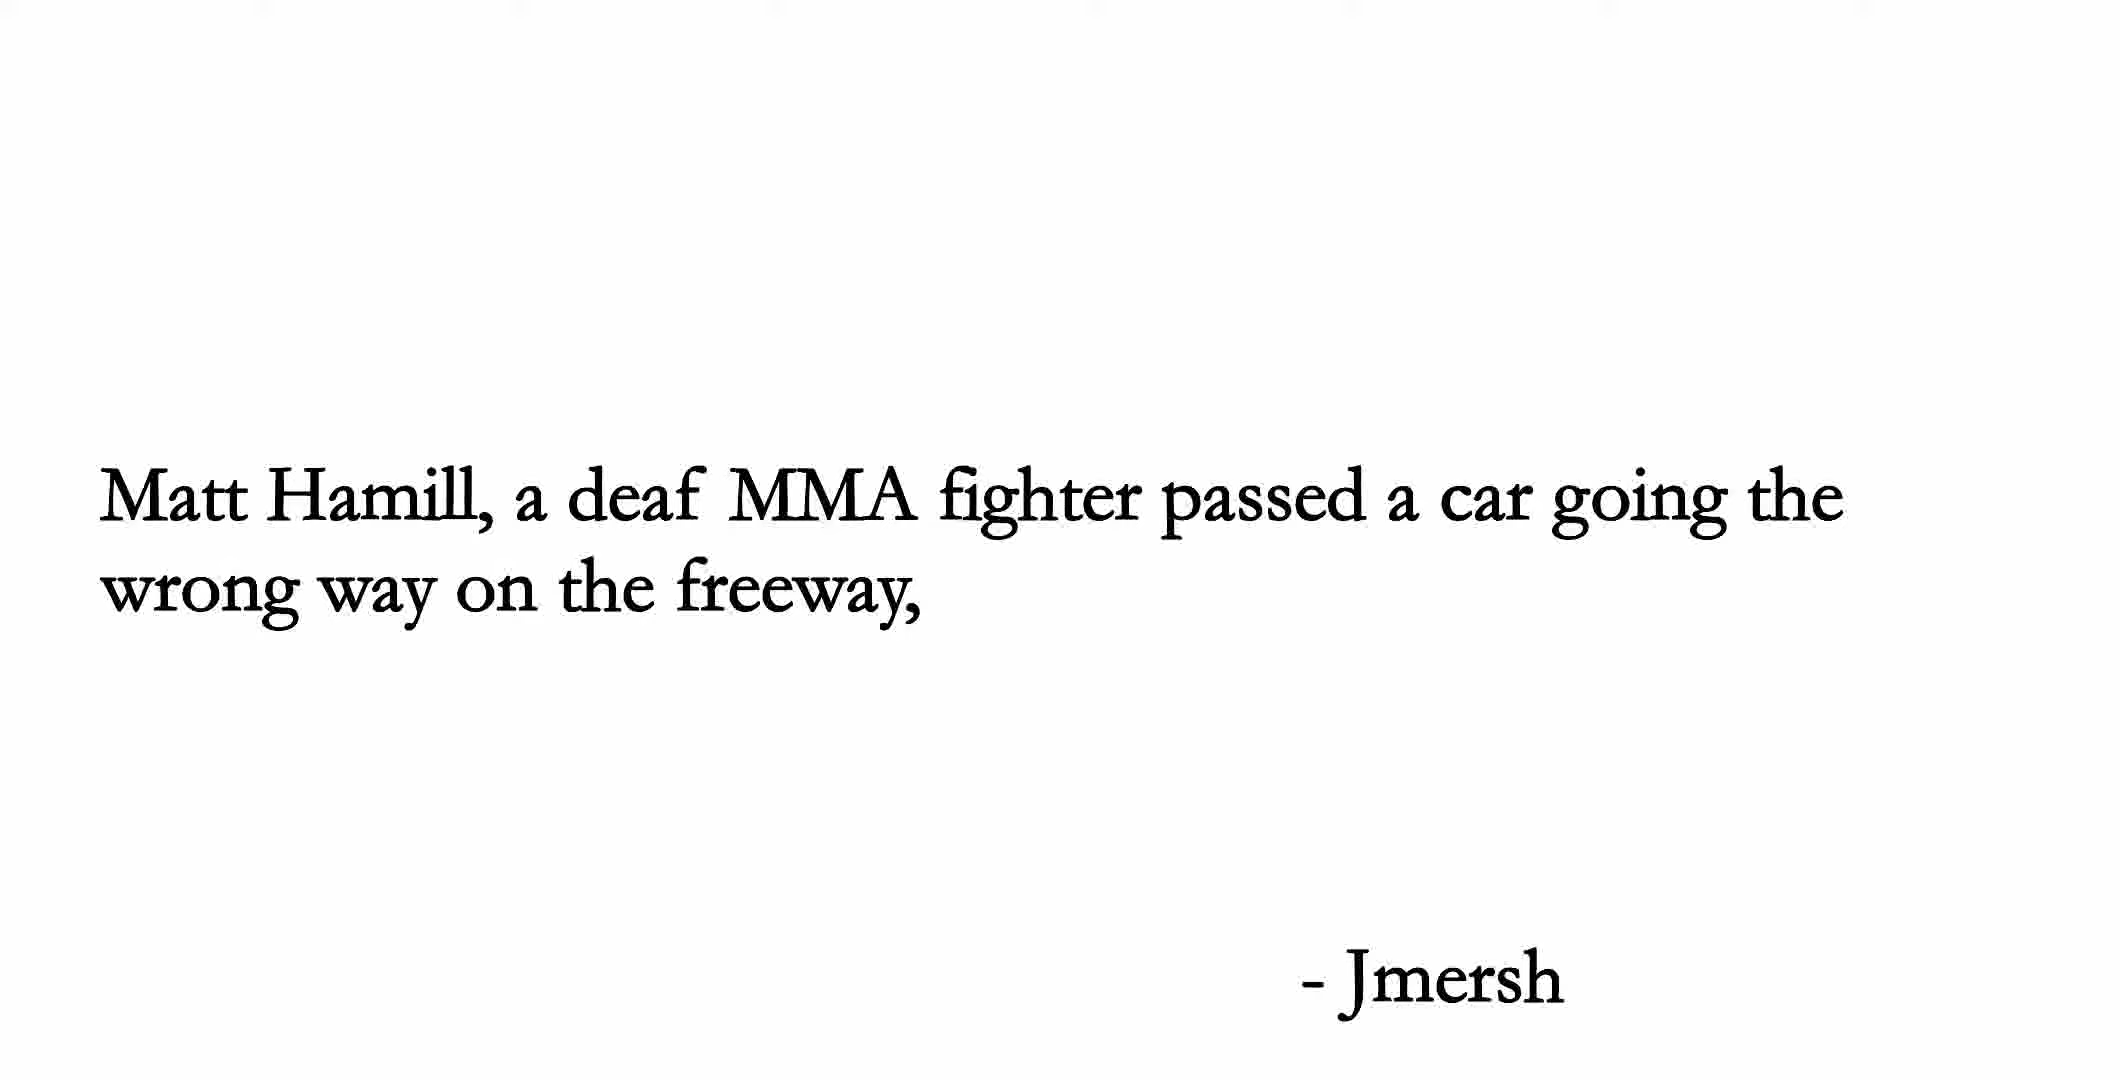 Matt Hamill, a deaf MMA fighter passed a car going the
wrong way on the freeway,
- Jmersh